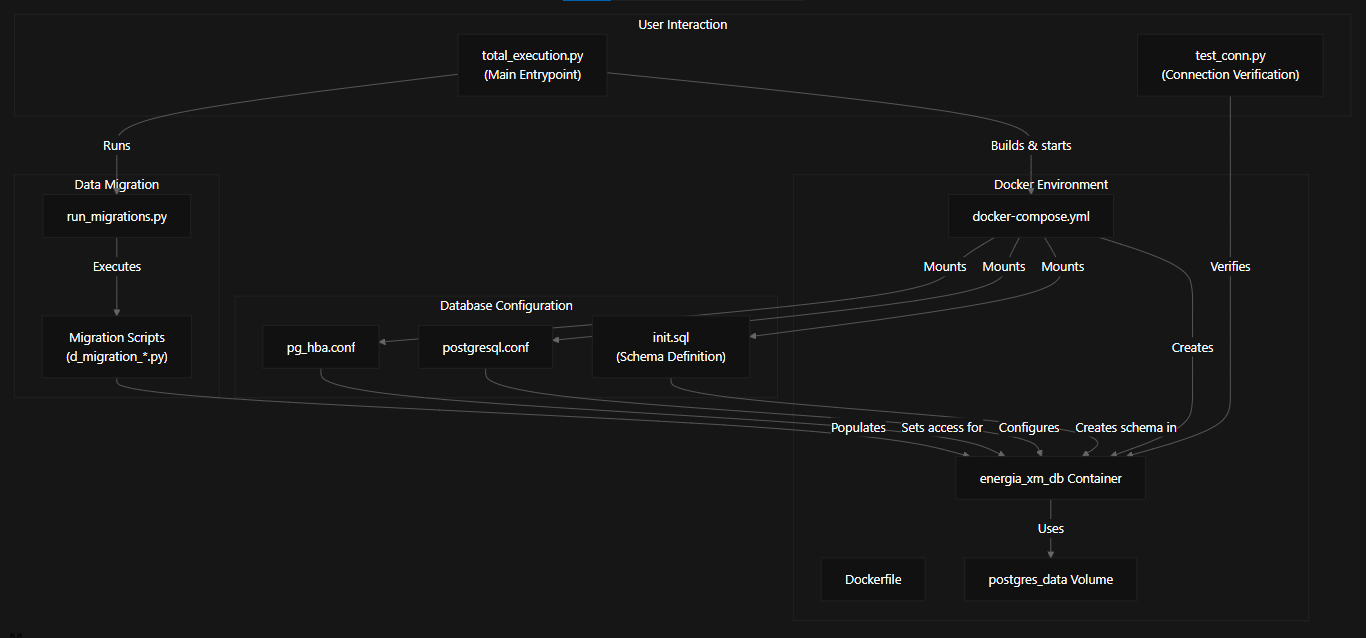 User Interaction
total_execution.py
(Main Entrypoint)
test_conn.py
(Connection Verification)
Runs
Builds & starts
Data Migration
Docker Environment
run_migrations.py
docker-compose.yml
Executes
Mounts
Mounts
Mounts
Verifies
Database Configuration
Migration Scripts
(d_migration_*.py)
pg_hba.conf
postgresql.conf
init.sql
(Schema Definition)
Creates
Populates
Sets access for
Configures
Creates schema in
energia_xm_db Container
Uses
Dockerfile
postgres_data Volume